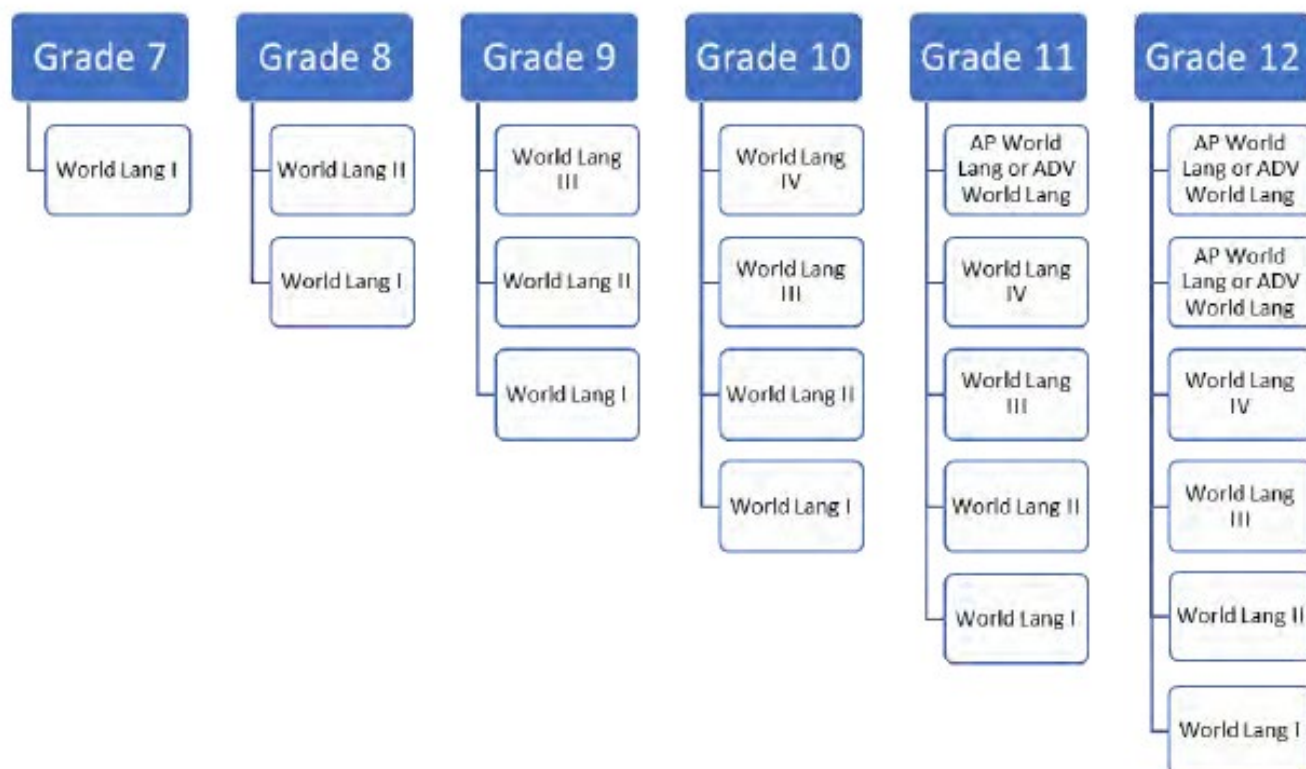 Grade 7
World Lang I
Grade 8
World Lang II
World Lang I
Grade 9
World Lang
III
World Lang II
World Lang I
Grade 10
World Lang
IV
World Lang
III
World Lang II
World Lang I
Grade 11
AP World
Lang or ADV
World Lang
World Lang
IV
World Lang
III
World Lang II
World Lang I
Grade 12
AP World
Lang or ADV
World Lang
AP World
Lang or ADV
World Lang
World Lang
IV
World Lang
III
World Lang II
World Lang I